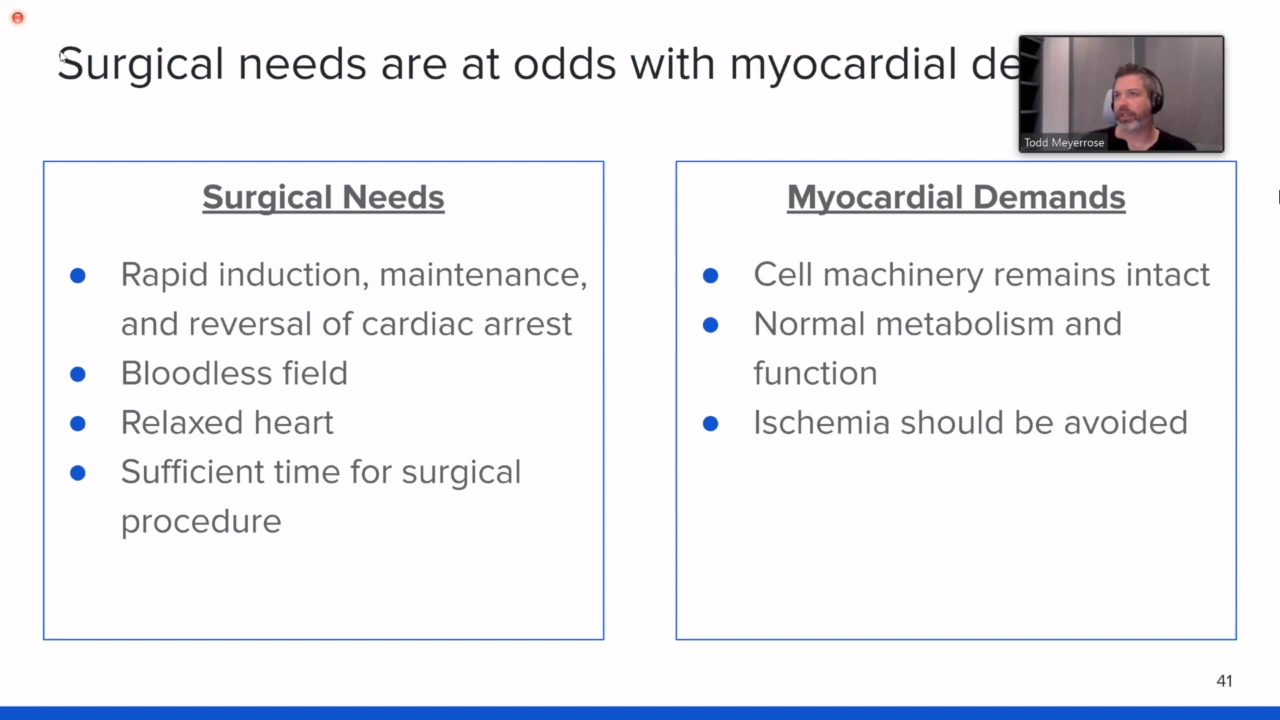 Surgical needs are at odds with myocardial de
Todd Meyerrose
Surgical Needs
Rapid induction, maintenance,
and reversal of cardiac arrest
Bloodless field
Relaxed heart
Sufficient time for surgical
procedure
Myocardial Demands
Cell machinery remains intact
Normal metabolism and
function
Ischemia should be avoided
41